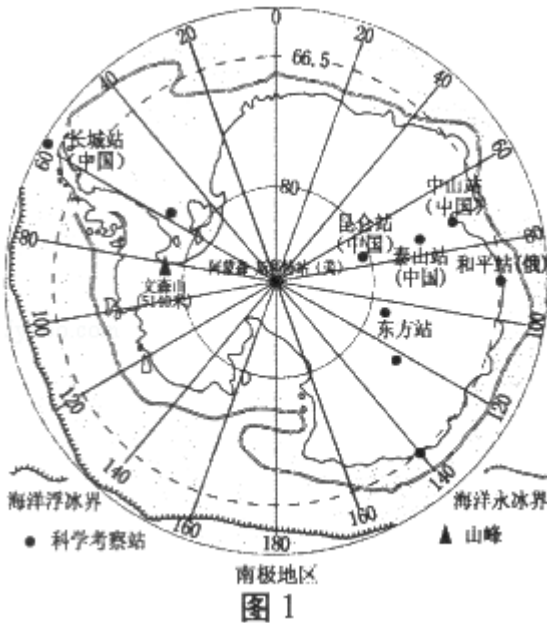 0
20
20
40
40
66.5
60
60
长城站
(中国)
80
中山站
(中国)
昆仑站
(中国)
泰山站
(中国)
80
80
和平站(俄)
文森山
(5140米)
站(美)
东方站
100
100
120
120
140
140
160
160
180
海洋浮冰界
海洋永冰界
科学考察站
山峰
南极地区
图 1